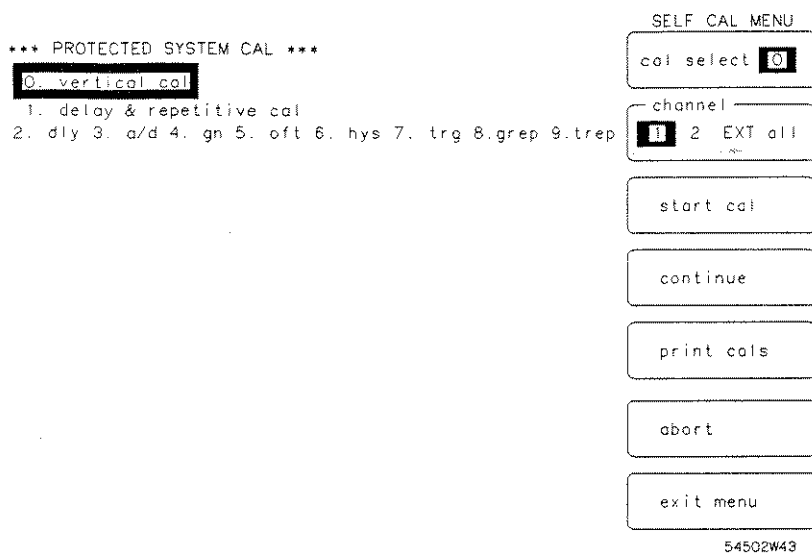 SELF CAL MENU
*** PROTECTED SYSTEM CAL ***
cal select 0
0. vertical cal
1. delay & repetitive cal
channel
2. dly 3. a/d 4. gn 5. oft 6. hys 7. trg 8.grep 9.trep
1 2 EXT all
start cal
continue
print cals
abort
exit menu
54502W43